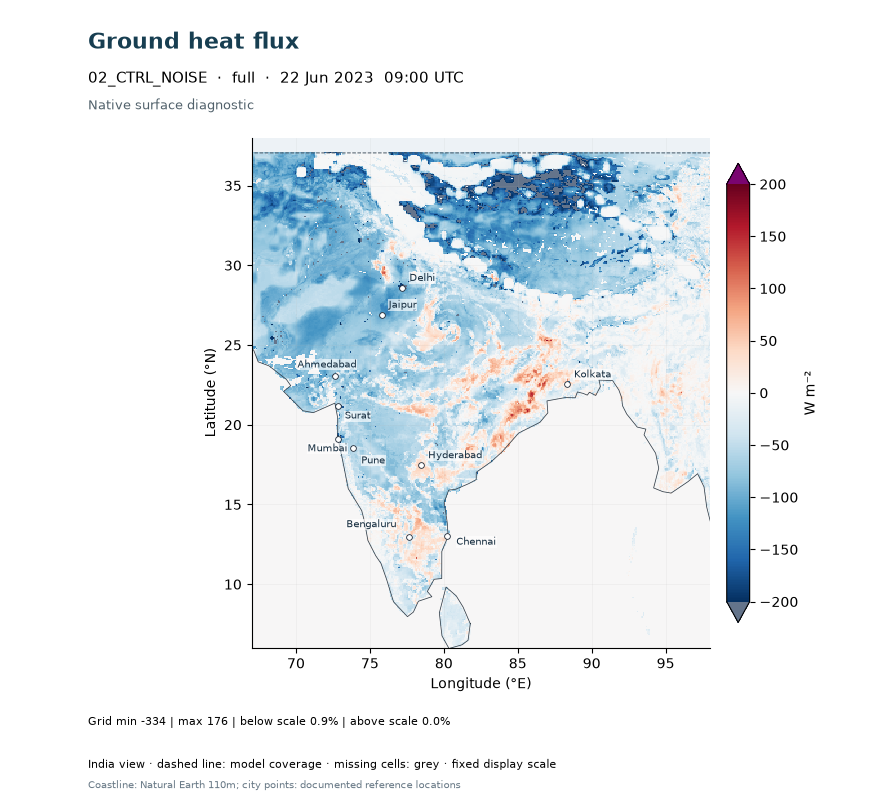 Ground heat flux
02_CTRL_NOISE · full · 22 Jun 2023 09:00 UTC
Native surface diagnostic
35
30
25
20
15
10
Latitude (°N)
Delhi
Jaipur
Ahmedabad
Kolkata
Surat
Mumbai
Pune
Hyderabad
Bengaluru
Chennai
70 75 80 85 90 95
Longitude (°E)
200
150
100
50
0
−50
−100
−150
−200
W m⁻²
Grid min -334 | max 176 | below scale 0.9% | above scale 0.0%
India view · dashed line: model coverage · missing cells: grey · fixed display scale
Coastline: Natural Earth 110m; city points: documented reference locations